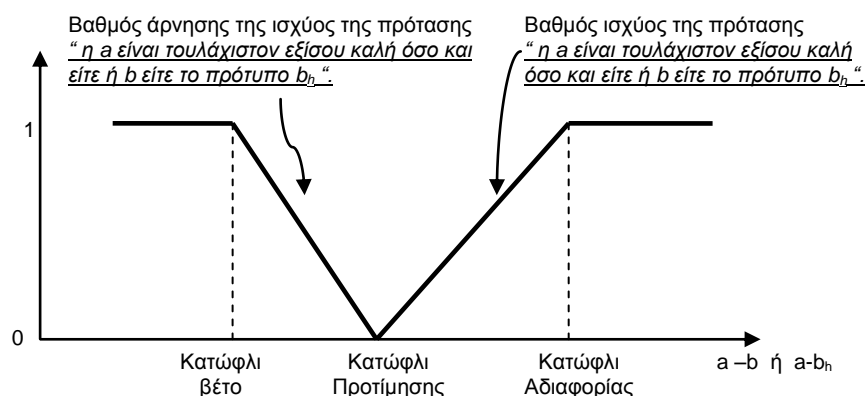 Βαθμός άρνησης της ισχύος της πρότασης
“ η a είναι τουλάχιστον εξίσου καλή όσο και
είτε ή b είτε το πρότυπο bh “.
Βαθμός ισχύος της πρότασης
“ η a είναι τουλάχιστον εξίσου καλή
όσο και είτε ή b είτε το πρότυπο bh “.
1
0
Κατώφλι
βέτο
Κατώφλι
Προτίμησης
Κατώφλι
Αδιαφορίας
a –b ή a-bh